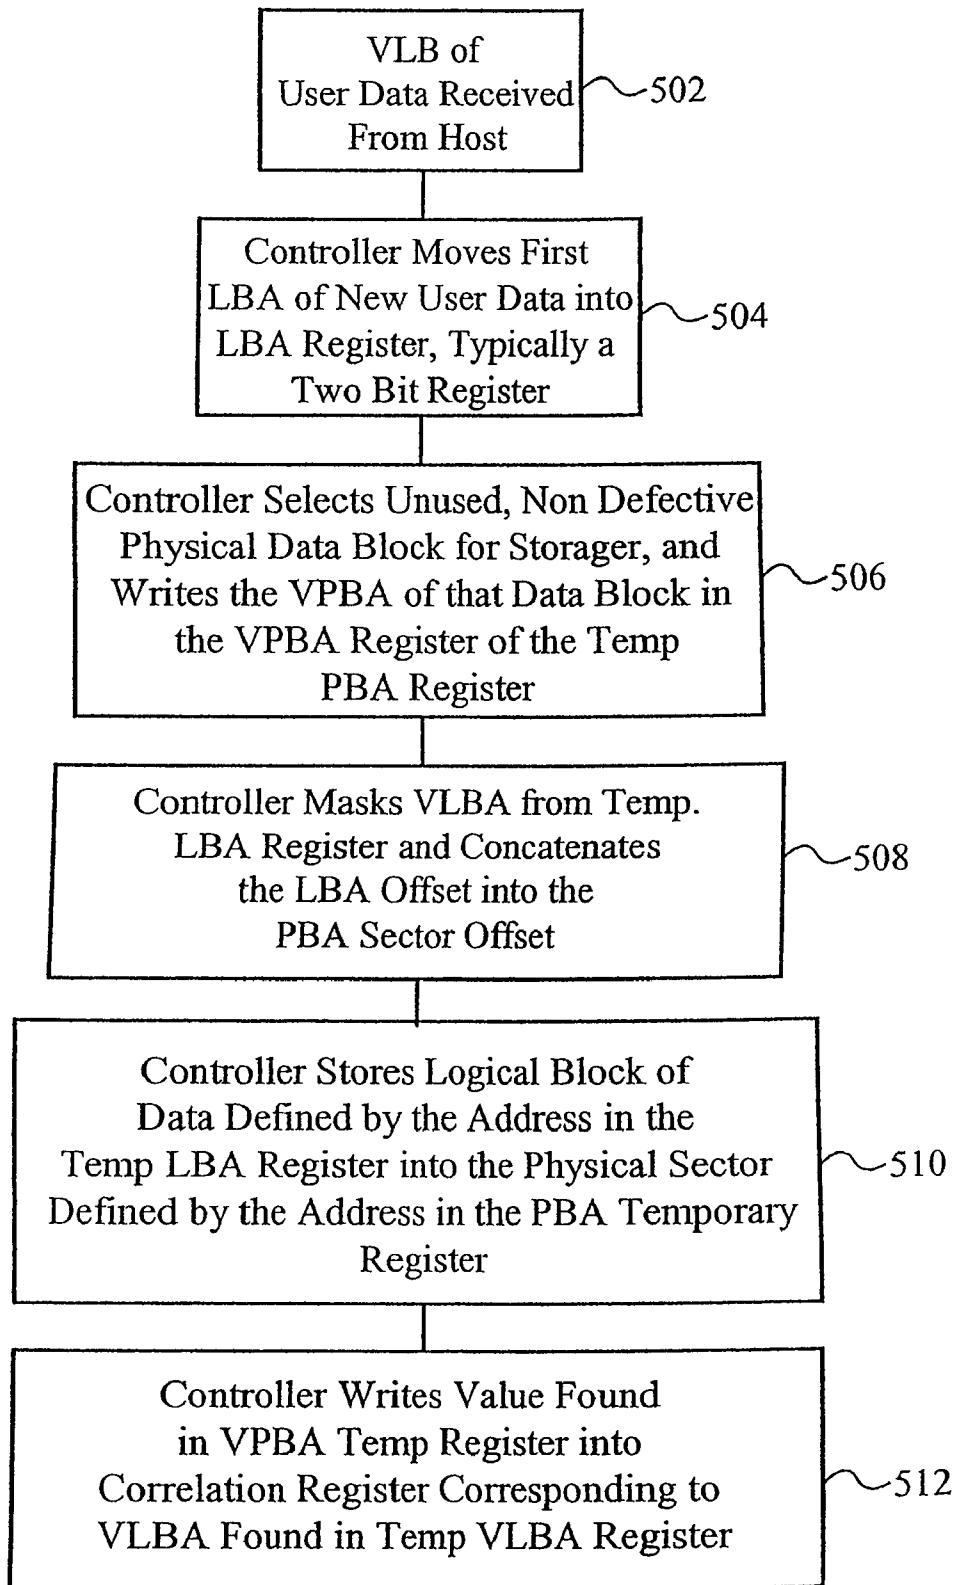 VLB of
User Data Received
From Host
502
Controller Moves First
LBA of New User Data into
LBA Register, Typically a
Two Bit Register
504
Controller Selects Unused, Non Defective
Physical Data Block for Storager, and
Writes the VPBA of that Data Block in
the VPBA Register of the Temp
PBA Register
506
Controller Masks VLBA from Temp.
LBA Register and Concatenates
the LBA Offset into the
PBA Sector Offset
508
Controller Stores Logical Block of
Data Defined by the Address in the
Temp LBA Register into the Physical Sector
Defined by the Address in the PBA Temporary
Register
510
Controller Writes Value Found
in VPBA Temp Register into
Correlation Register Corresponding to
VLBA Found in Temp VLBA Register
512